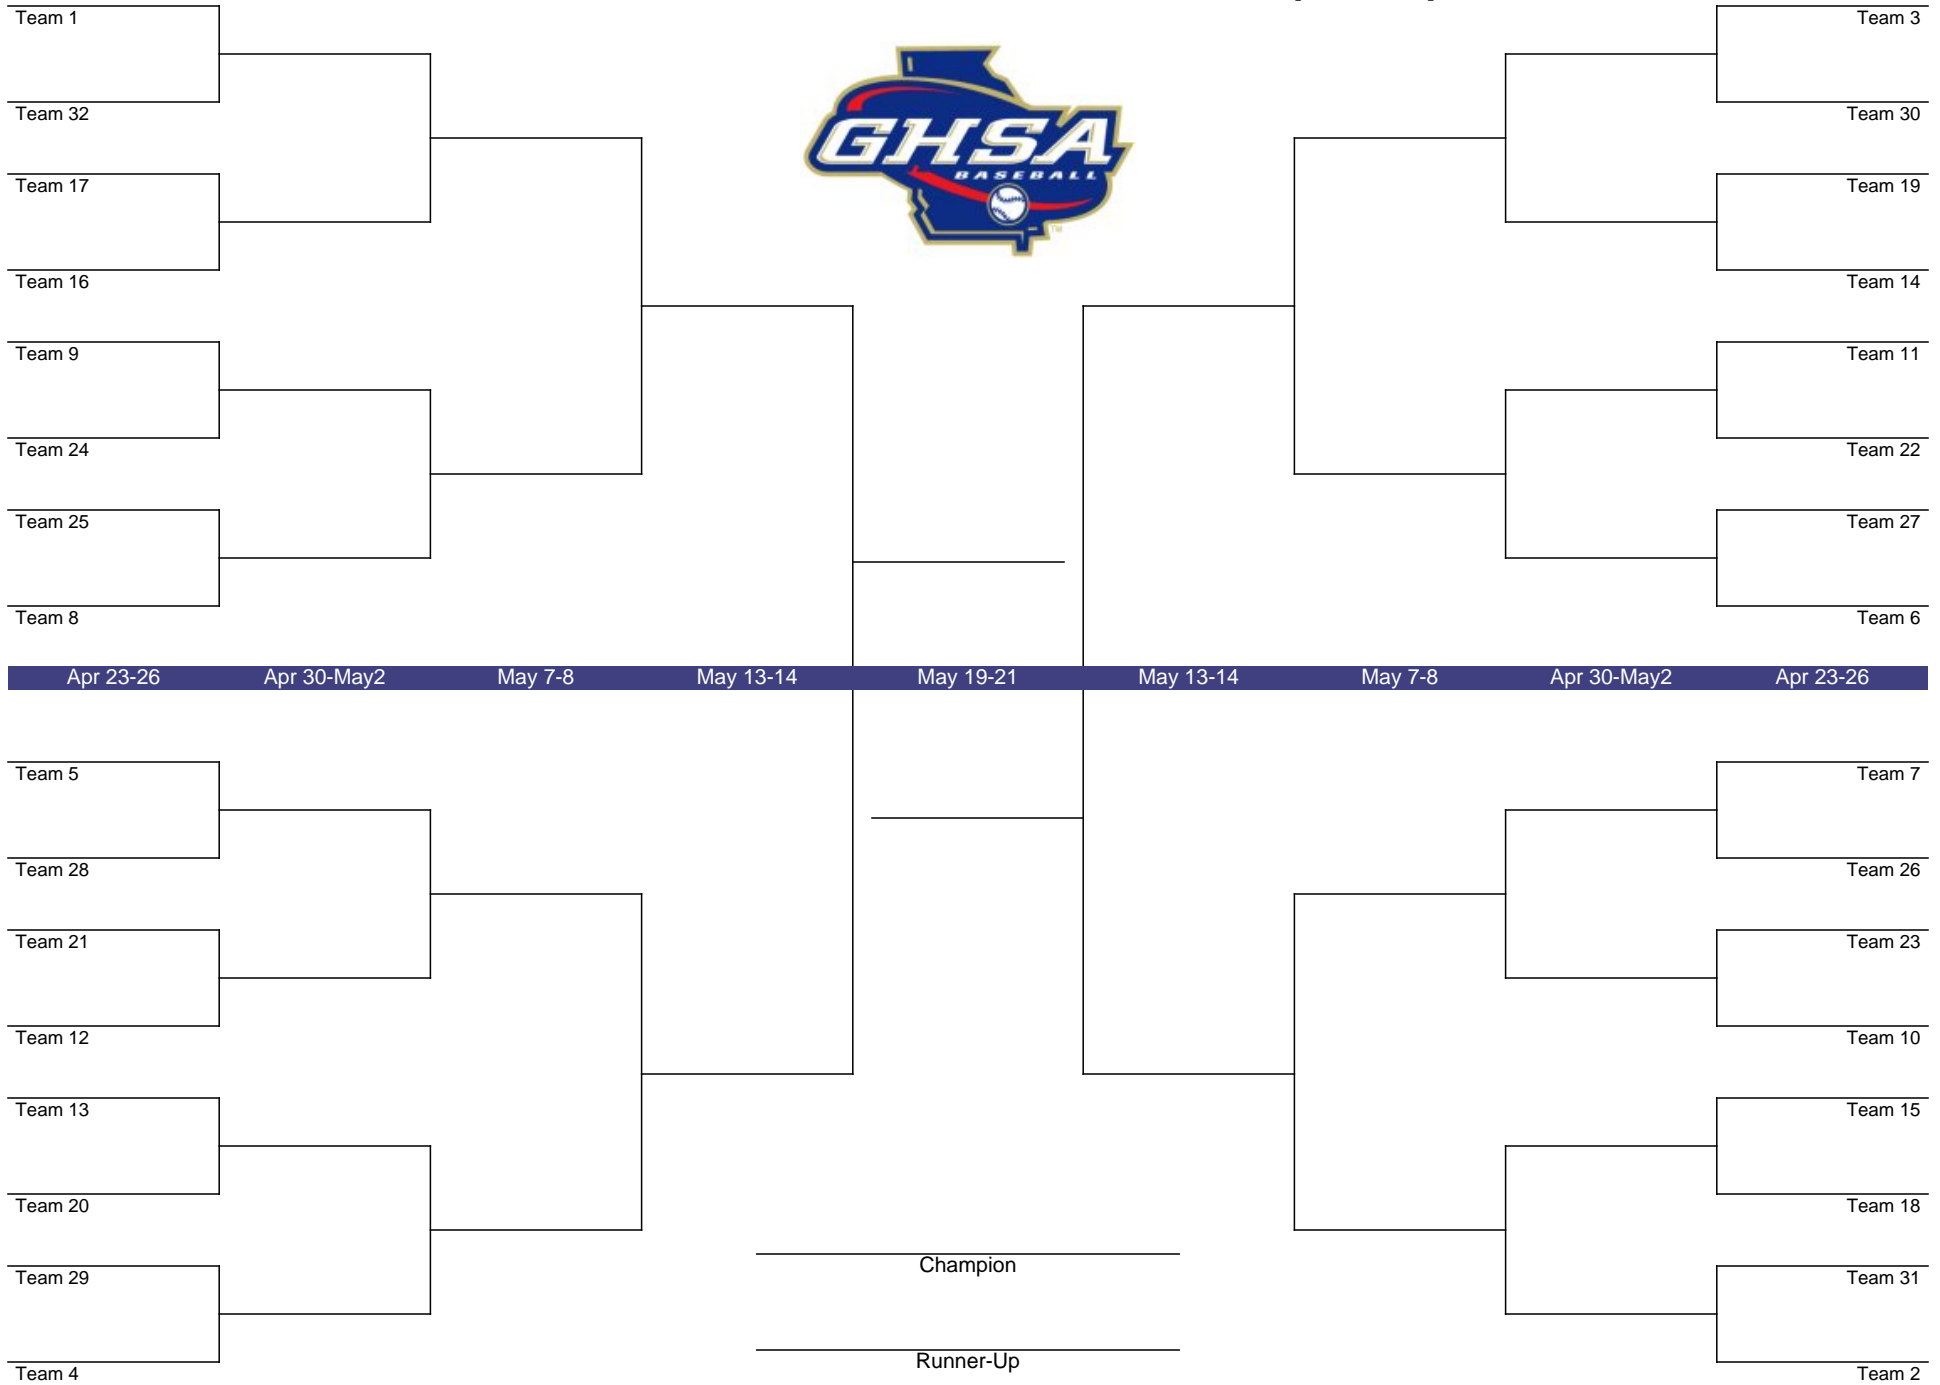 Team 1
Team 32
Team 17
Team 16
Team 9
Team 24
Team 25
Team 8
GHSA
BASEBALL
TM
Team 3
Team 30
Team 19
Team 14
Team 11
Team 22
Team 27
Team 6
Apr 23-26 Apr 30-May2 May 7-8 May 13-14 May 19-21 May 13-14 May 7-8 Apr 30-May2 Apr 23-26
Team 5
Team 28
Team 21
Team 12
Team 13
Team 20
Team 29
Team 4
Champion
Runner-Up
Team 7
Team 26
Team 23
Team 10
Team 15
Team 18
Team 31
Team 2